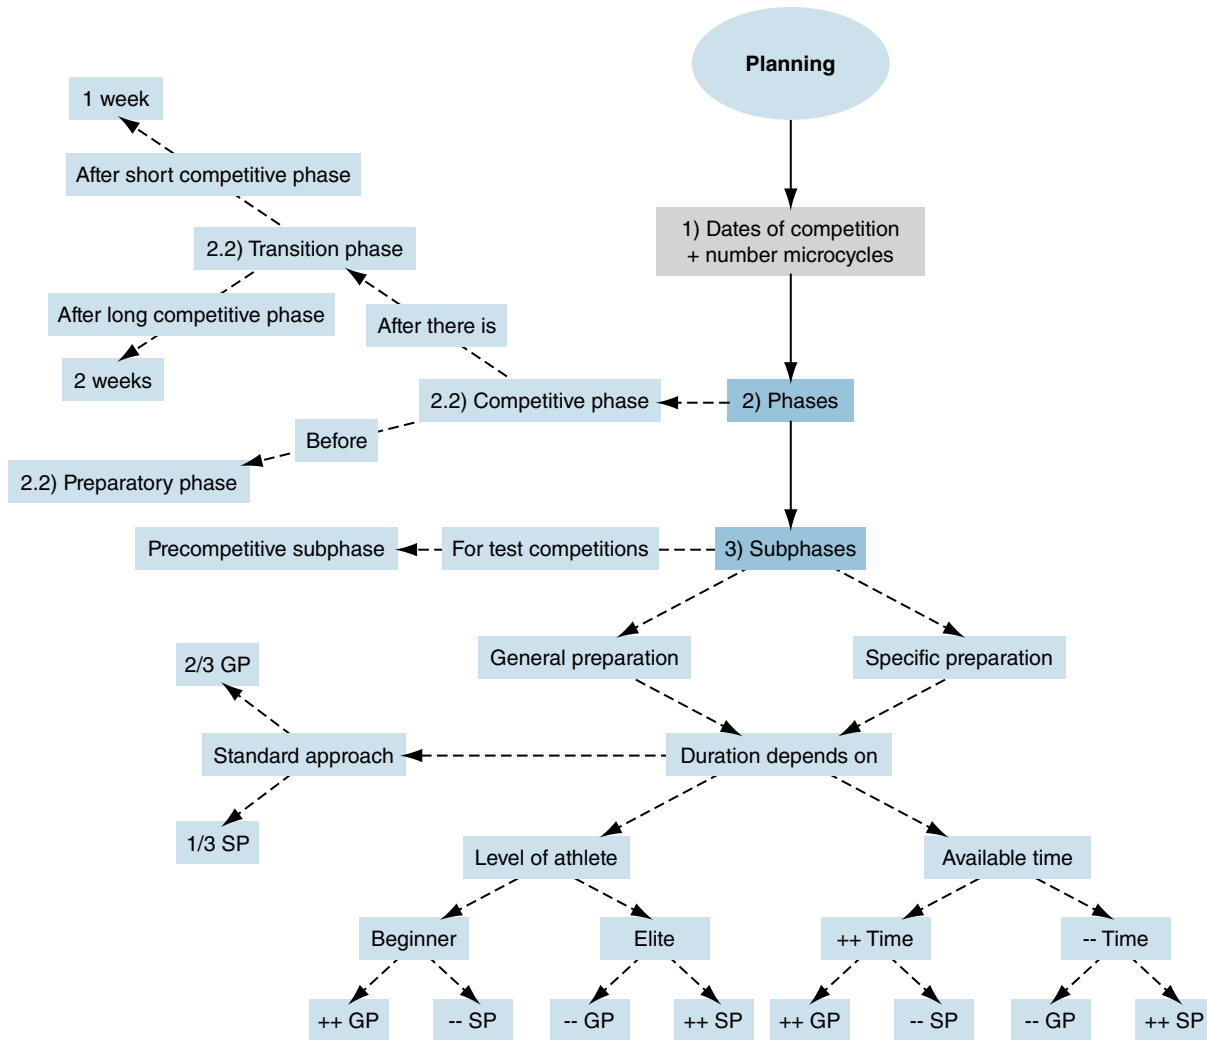 Planning
1 week
After short competitive phase
1) Dates of competition
+ number microcycles
2.2) Transition phase
After long competitive phase
After there is
2 weeks
2.2) Competitive phase
2) Phases
Before
2.2) Preparatory phase
Precompetitive subphase
For test competitions
3) Subphases
General preparation
Specific preparation
2/3 GP
Standard approach
Duration depends on
1/3 SP
Level of athlete
Available time
Beginner
Elite
++ Time
-- Time
++ GP
-- SP
-- GP
++ SP
++ GP
-- SP
-- GP
++ SP